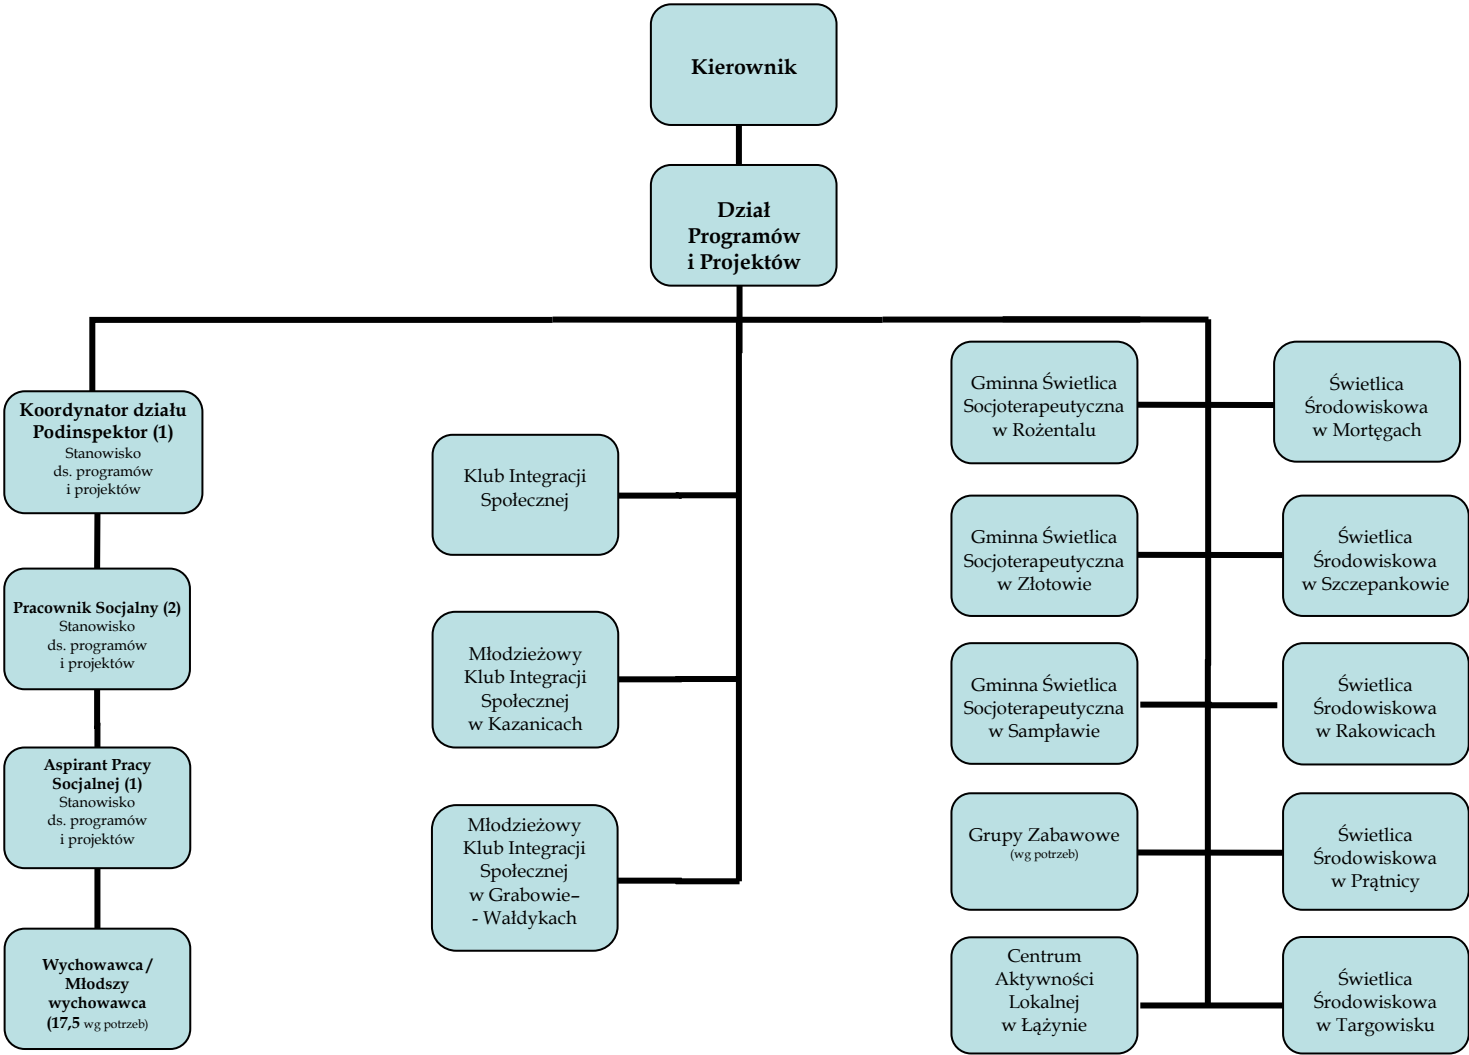 Kierownik
Dział
Programów
i Projektów
Koordynator działu
Podinspektor (1)
Stanowisko
ds. programów
i projektów
Pracownik Socjalny (2)
Stanowisko
ds. programów
i projektów
Aspirant Pracy
Socjalnej (1)
Stanowisko
ds. programów
i projektów
Wychowawca /
Młodszy
wychowawca
(17,5 wg potrzeb)
Klub Integracji
Społecznej
Młodzieżowy
Klub Integracji
Społecznej
w Kazanicach
Młodzieżowy
Klub Integracji
Społecznej
w Grabowie–
- Wałdykach
Gminna Świetlica
Socjoterapeutyczna
w Rożentalu
Gminna Świetlica
Socjoterapeutyczna
w Złotowie
Gminna Świetlica
Socjoterapeutyczna
w Sampławie
Grupy Zabawowe
(wg potrzeb)
Centrum
Aktywności
Lokalnej
w Łążynie
Świetlica
Środowiskowa
w Mortęgach
Świetlica
Środowiskowa
w Szczepankowie
Świetlica
Środowiskowa
w Rakowicach
Świetlica
Środowiskowa
w Prątnicy
Świetlica
Środowiskowa
w Targowisku